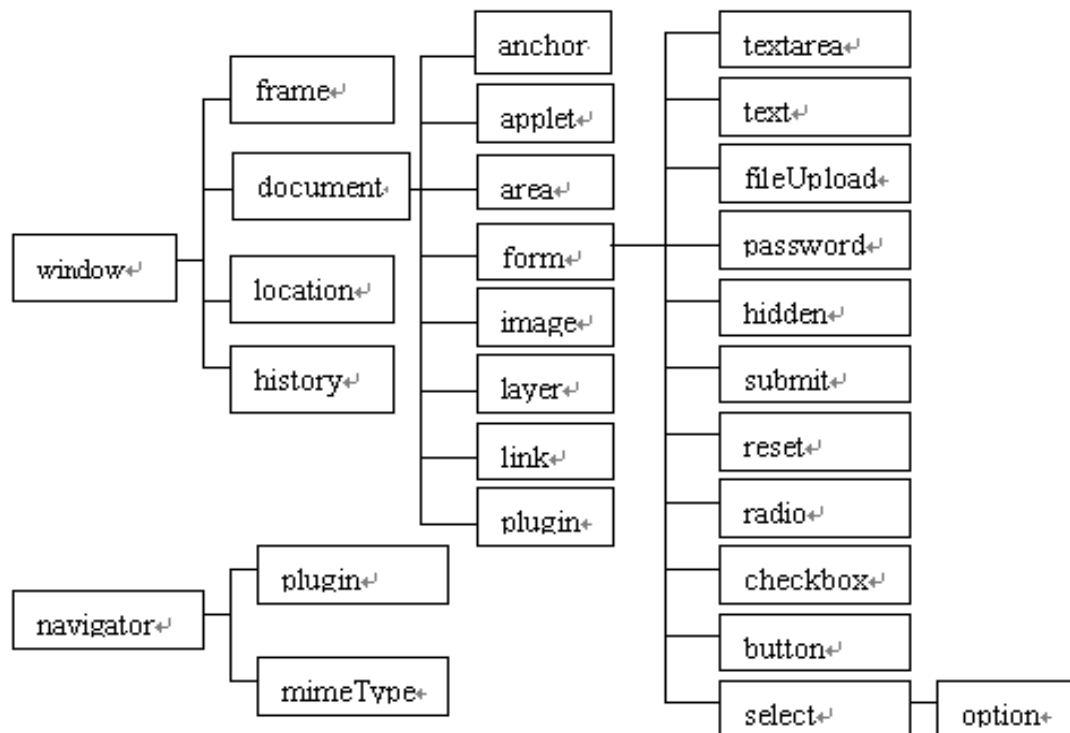 window
frame
document
location
history
anchor
applet
area
form
image
layer
link
plugin
textarea
text
fileUpload
password
hidden
submit
reset
radio
checkbox
button
select
option
navigator
plugin
mimeType